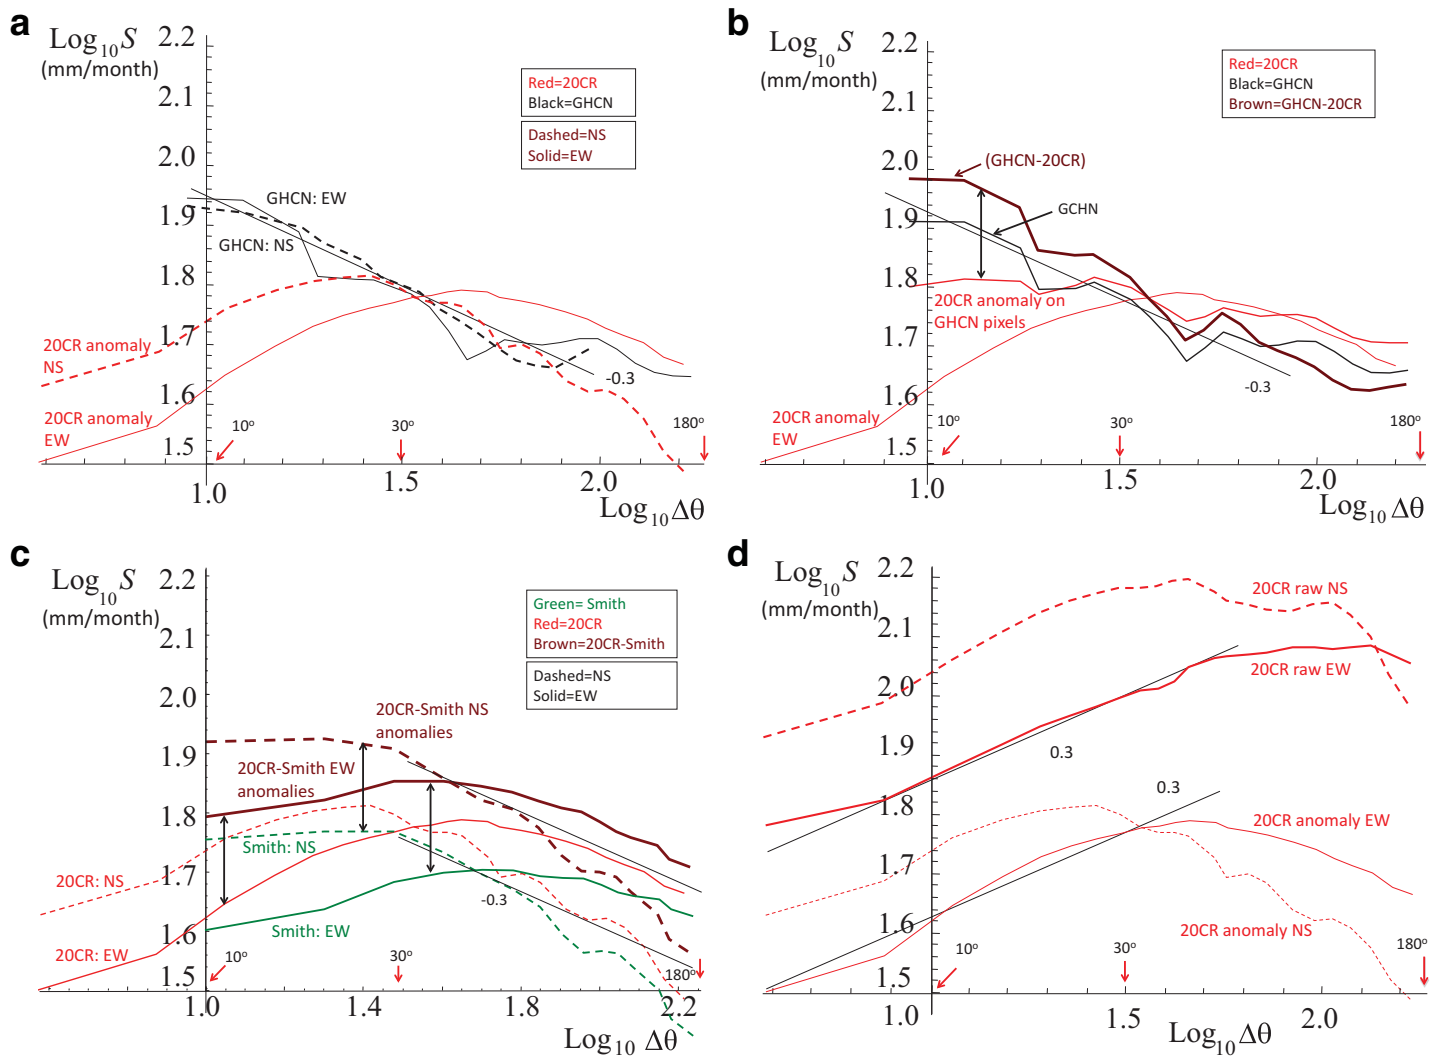 a
Log10 S
(mm/month)
2.2
2.1
2.0
1.9
1.8
1.7
1.6
1.5
Red=20CR
Black=GHCN
Dashed=NS
Solid=EW
GHCN: EW
GHCN: NS
20CR anomaly
NS
20CR anomaly
EW
-0.3
10°
30°
180°
1.0
1.5
2.0
Log10 Δθ
b
Log10 S
(mm/month)
2.2
2.1
2.0
1.9
1.8
1.7
1.6
1.5
Red=20CR
Black=GHCN
Brown=GHCN-20CR
(GHCN-20CR)
GCHN
20CR anomaly on
GHCN pixels
20CR anomaly
EW
-0.3
10°
30°
180°
1.0
1.5
2.0
Log10 Δθ
c
Log10 S
(mm/month)
2.2
2.1
2.0
1.9
1.8
1.7
1.6
1.5
Green= Smith
Red=20CR
Brown=20CR-Smith
Dashed=NS
Solid=EW
20CR-Smith NS
anomalies
20CR-Smith EW
anomalies
Smith: NS
20CR: NS
Smith: EW
20CR: EW
-0.3
10°
30°
180°
1.0
1.4
1.8
2.2
Log10 Δθ
d
Log10 S
(mm/month)
2.2
2.1
2.0
1.9
1.8
1.7
1.6
1.5
20CR raw NS
20CR raw EW
0.3
0.3
20CR anomaly EW
20CR anomaly NS
10°
30°
180°
1.0
1.5
2.0
Log10 Δθ